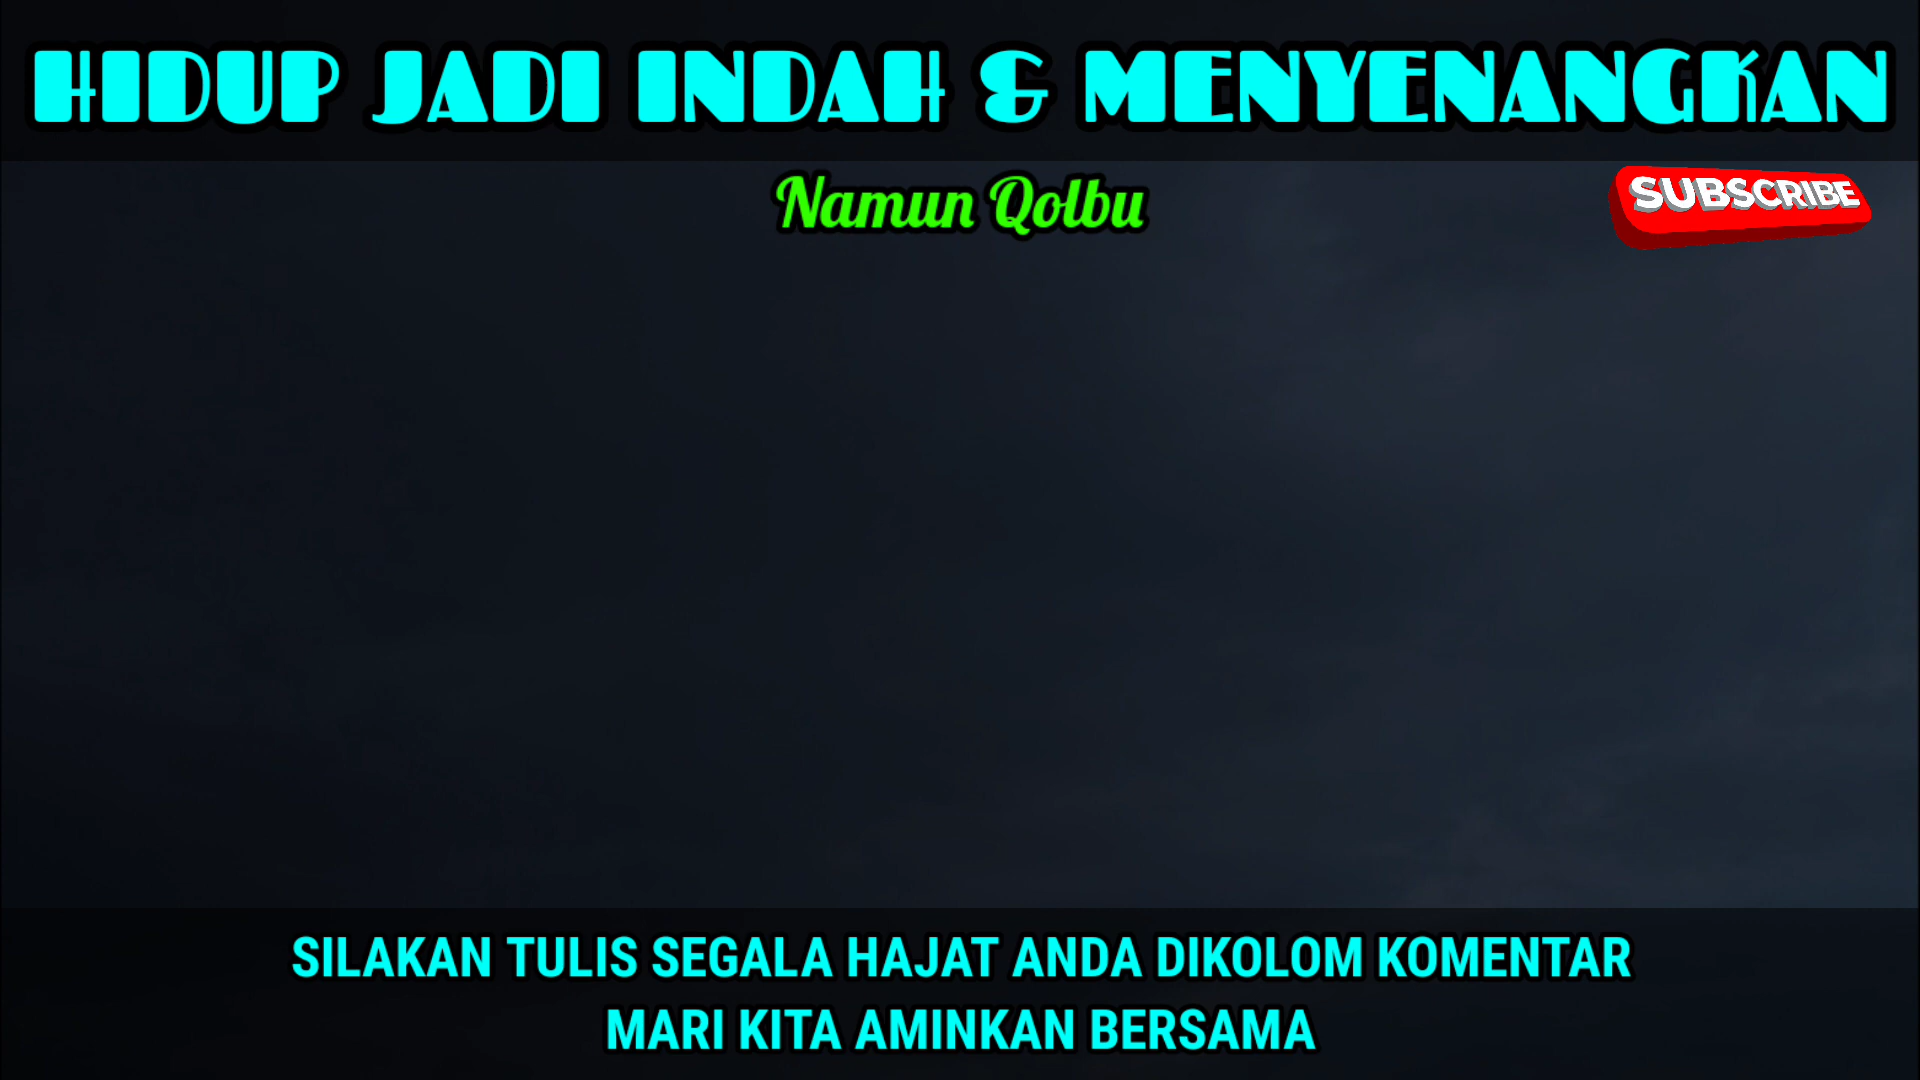 HIDUP JADI INDAH & MENYENANGKAN
Namun Qolbu
SUBSCRIBE
SILAKAN TULIS SEGALA HAJAT ANDA DIKOLOM KOMENTAR
MARI KITA AMINKAN BERSAMA